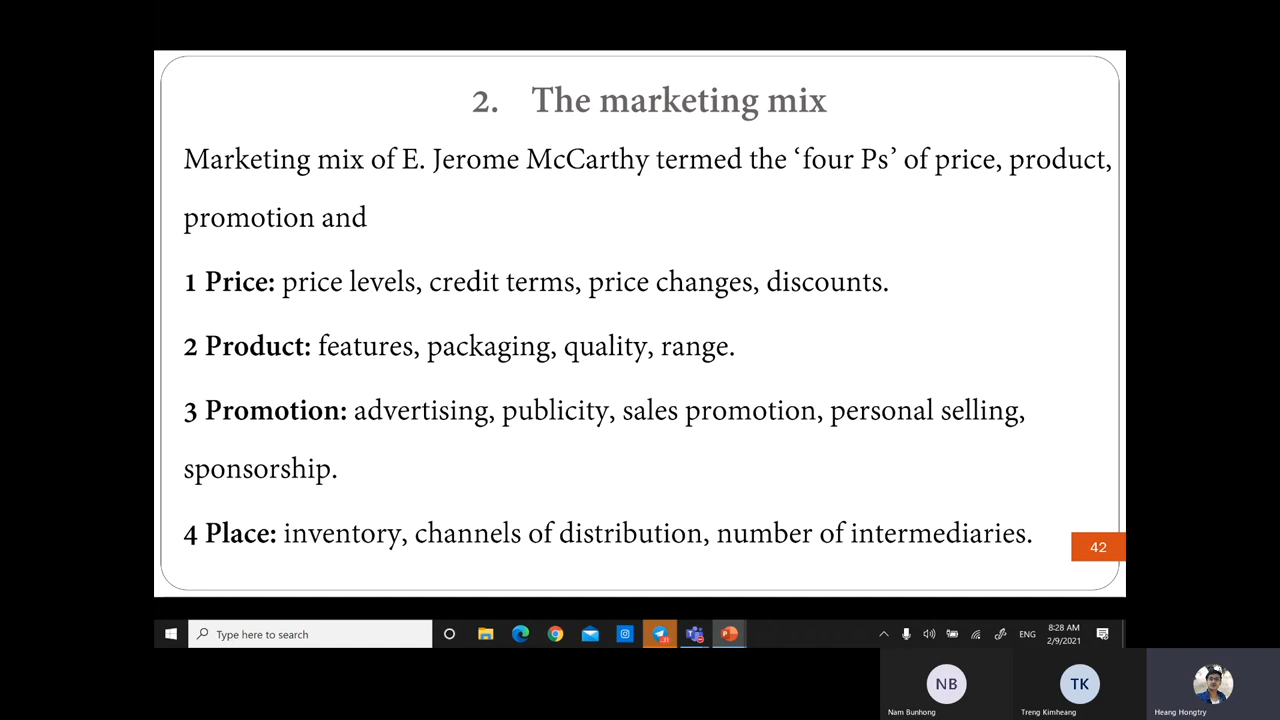 2. The marketing mix
Marketing mix of E. Jerome McCarthy termed the ‘four Ps’ of price, product,
promotion and
1 Price: price levels, credit terms, price changes, discounts.
2 Product: features, packaging, quality, range.
3 Promotion: advertising, publicity, sales promotion, personal selling,
sponsorship.
4 Place: inventory, channels of distribution, number of intermediaries.
42
Type here to search
ENG
8:28 AM
2/9/2021
NB
TK
Nam Bunhong
Treng Kimheang
Heang Hongtry